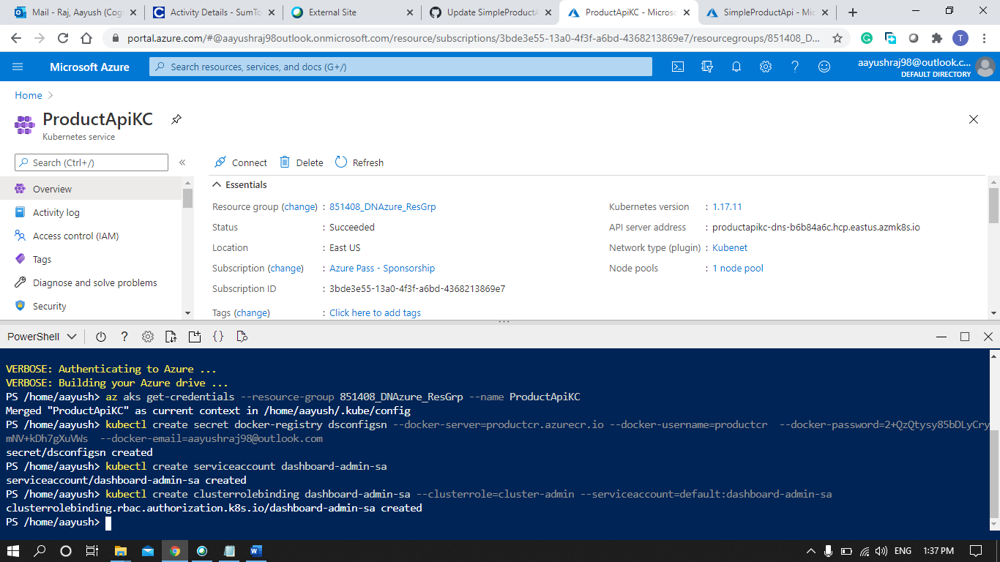 Mail - Raj, Aayush (Cog
Activity Details - SumTo
External Site
Update SimpleProductA
ProductApiKC - Microso
SimpleProductApi - Mic
portal.azure.com/#@aayushraj98outlook.onmicrosoft.com/resource/subscriptions/3bde3e55-13a0-4f3f-a6bd-4368213869e7/resourcegroups/851408_D...
T
Microsoft Azure
Search resources, services, and docs (G+/)
aayushraj98@outlook.c...
DEFAULT DIRECTORY
Home
ProductApiKC
Kubernetes service
Search (Ctrl+/)
«
Connect
Delete
Refresh
Overview
Activity log
Access control (IAM)
Tags
Diagnose and solve problems
Security
Essentials
Resource group (change) : 851408_DNAzure_ResGrp
Status : Succeeded
Location : East US
Subscription (change) : Azure Pass - Sponsorship
Subscription ID : 3bde3e55-13a0-4f3f-a6bd-4368213869e7
Tags (change) : Click here to add tags
Kubernetes version : 1.17.11
API server address : productapikc-dns-b6b84a6c.hcp.eastus.azmk8s.io
Network type (plugin) : Kubenet
Node pools : 1 node pool
PowerShell
VERBOSE: Authenticating to Azure ...
VERBOSE: Building your Azure drive ...
PS /home/aayush> az aks get-credentials --resource-group 851408_DNAzure_ResGrp --name ProductApiKC
Merged "ProductApiKC" as current context in /home/aayush/.kube/config
PS /home/aayush> kubectl create secret docker-registry dsconfigsn --docker-server=productcr.azurecr.io --docker-username=productcr  --docker-password=2+QzQtysy85bDLyCry
mNV+kDh7gXuVWs  --docker-email=aayushraj98@outlook.com
secret/dsconfigsn created
PS /home/aayush> kubectl create serviceaccount dashboard-admin-sa
serviceaccount/dashboard-admin-sa created
PS /home/aayush> kubectl create clusterrolebinding dashboard-admin-sa --clusterrole=cluster-admin --serviceaccount=default:dashboard-admin-sa
clusterrolebinding.rbac.authorization.k8s.io/dashboard-admin-sa created
PS /home/aayush>
ENG
1:37 PM